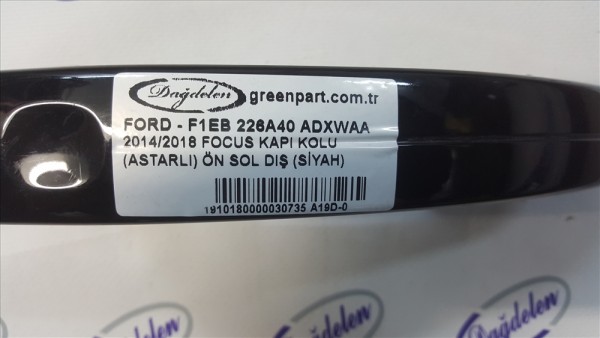 Dağdelen greenpart.com.tr
FORD - F1EB 226A40 ADXWAA
2014/2018 FOCUS KAPI KOLU
(ASTARLI) ÖN SOL DIŞ (SİYAH)
1910180000030735 A19D-0
Dağdelen
Dağdelen